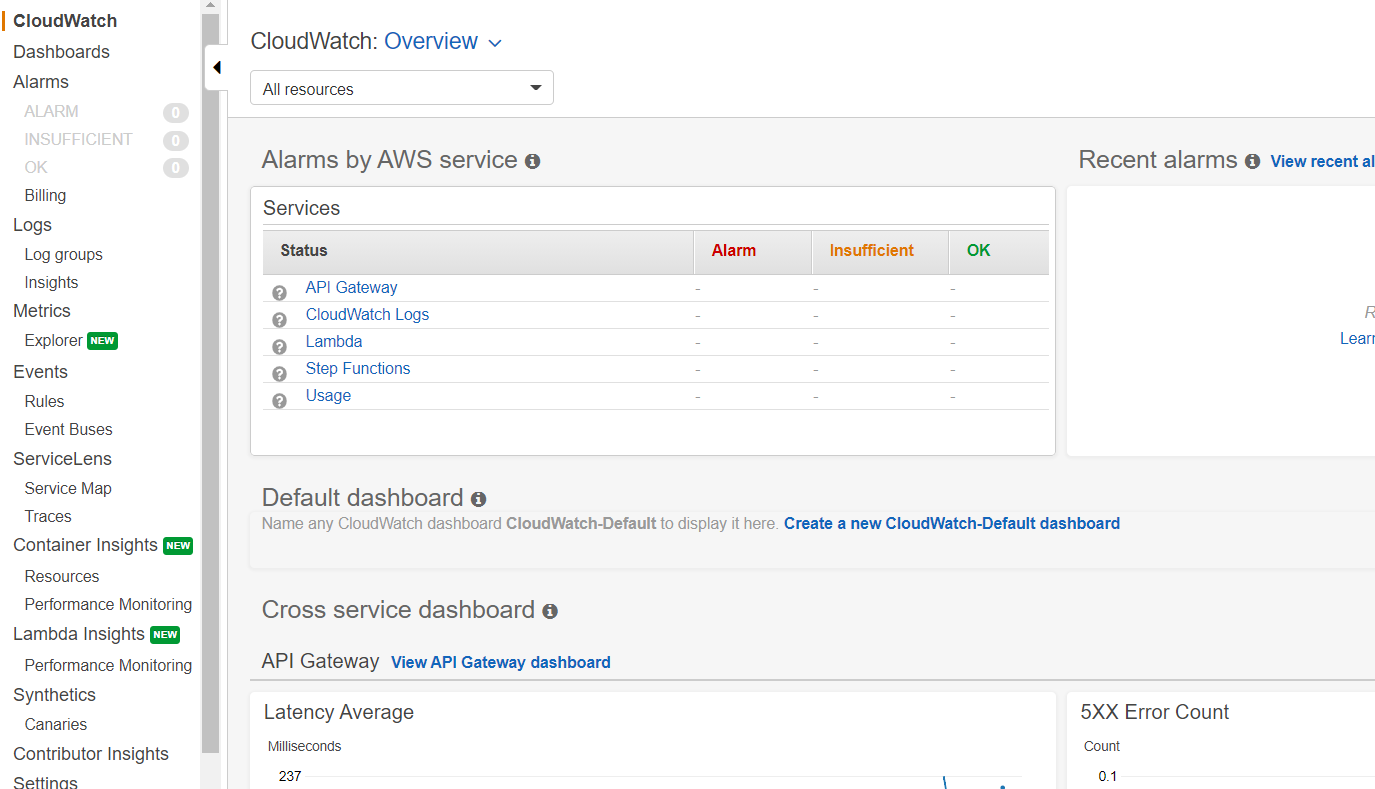 CloudWatch
Dashboards
Alarms
ALARM 0
INSUFFICIENT 0
OK 0
Billing
Logs
Log groups
Insights
Metrics
Explorer NEW
Events
Rules
Event Buses
ServiceLens
Service Map
Traces
Container Insights NEW
Resources
Performance Monitoring
Lambda Insights NEW
Performance Monitoring
Synthetics
Canaries
Contributor Insights
Settings
CloudWatch: Overview
All resources
Alarms by AWS service
Services
Status Alarm Insufficient OK
API Gateway - - -
CloudWatch Logs - - -
Lambda - - -
Step Functions - - -
Usage - - -
Recent alarms View recent al
R
Learn
Default dashboard
Name any CloudWatch dashboard CloudWatch-Default to display it here. Create a new CloudWatch-Default dashboard
Cross service dashboard
API Gateway View API Gateway dashboard
Latency Average
Milliseconds
237
5XX Error Count
Count
0.1